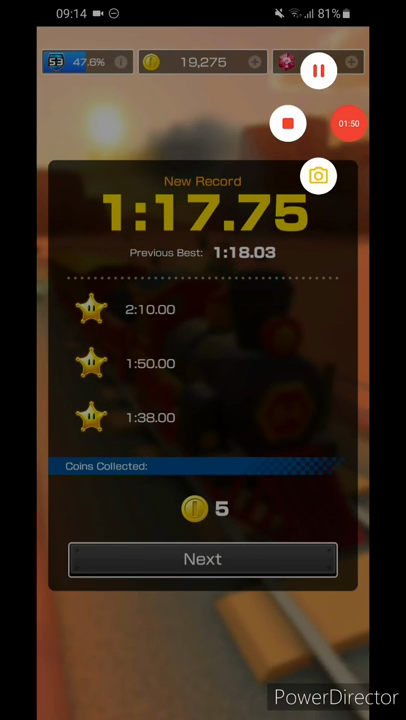 09:14 81%
53 47.6% i 19,275 +
01:50
New Record
1:17.75
Previous Best: 1:18.03
2:10.00
1:50.00
1:38.00
Coins Collected:
5
Next
PowerDirector